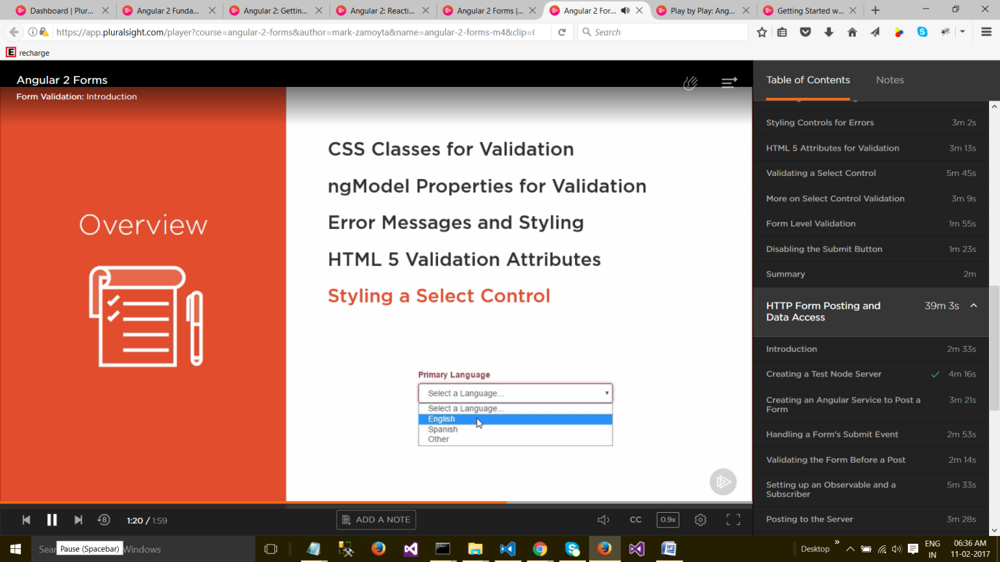 Dashboard | Plur...
Angular 2 Funda...
Angular 2: Gettin...
Angular 2: Reacti...
Angular 2 Forms |...
Angular 2 For...
Play by Play: Ang...
Getting Started w...
https://app.pluralsight.com/player?course=angular-2-forms&author=mark-zamoyta&name=angular-2-forms-m4&clip=
Search
E recharge
Angular 2 Forms
Form Validation: Introduction
Overview
CSS Classes for Validation
ngModel Properties for Validation
Error Messages and Styling
HTML 5 Validation Attributes
Styling a Select Control
Primary Language
Select a Language...
Select a Language...
English
Spanish
Other
Table of Contents
Notes
Styling Controls for Errors 3m 2s
HTML 5 Attributes for Validation 3m 13s
Validating a Select Control 5m 45s
More on Select Control Validation 3m 9s
Form Level Validation 1m 55s
Disabling the Submit Button 1m 23s
Summary 2m
HTTP Form Posting and 39m 3s
Data Access
Introduction 2m 33s
Creating a Test Node Server 4m 16s
Creating an Angular Service to Post a 3m 21s
Form
Handling a Form's Submit Event 2m 53s
Validating the Form Before a Post 2m 14s
Setting up an Observable and a 5m 33s
Subscriber
Posting to the Server 3m 28s
8
1:20 / 1:59
ADD A NOTE
CC
0.9x
Sea
Pause (Spacebar)
Windows
Desktop
ENG
IN
06:36 AM
11-02-2017